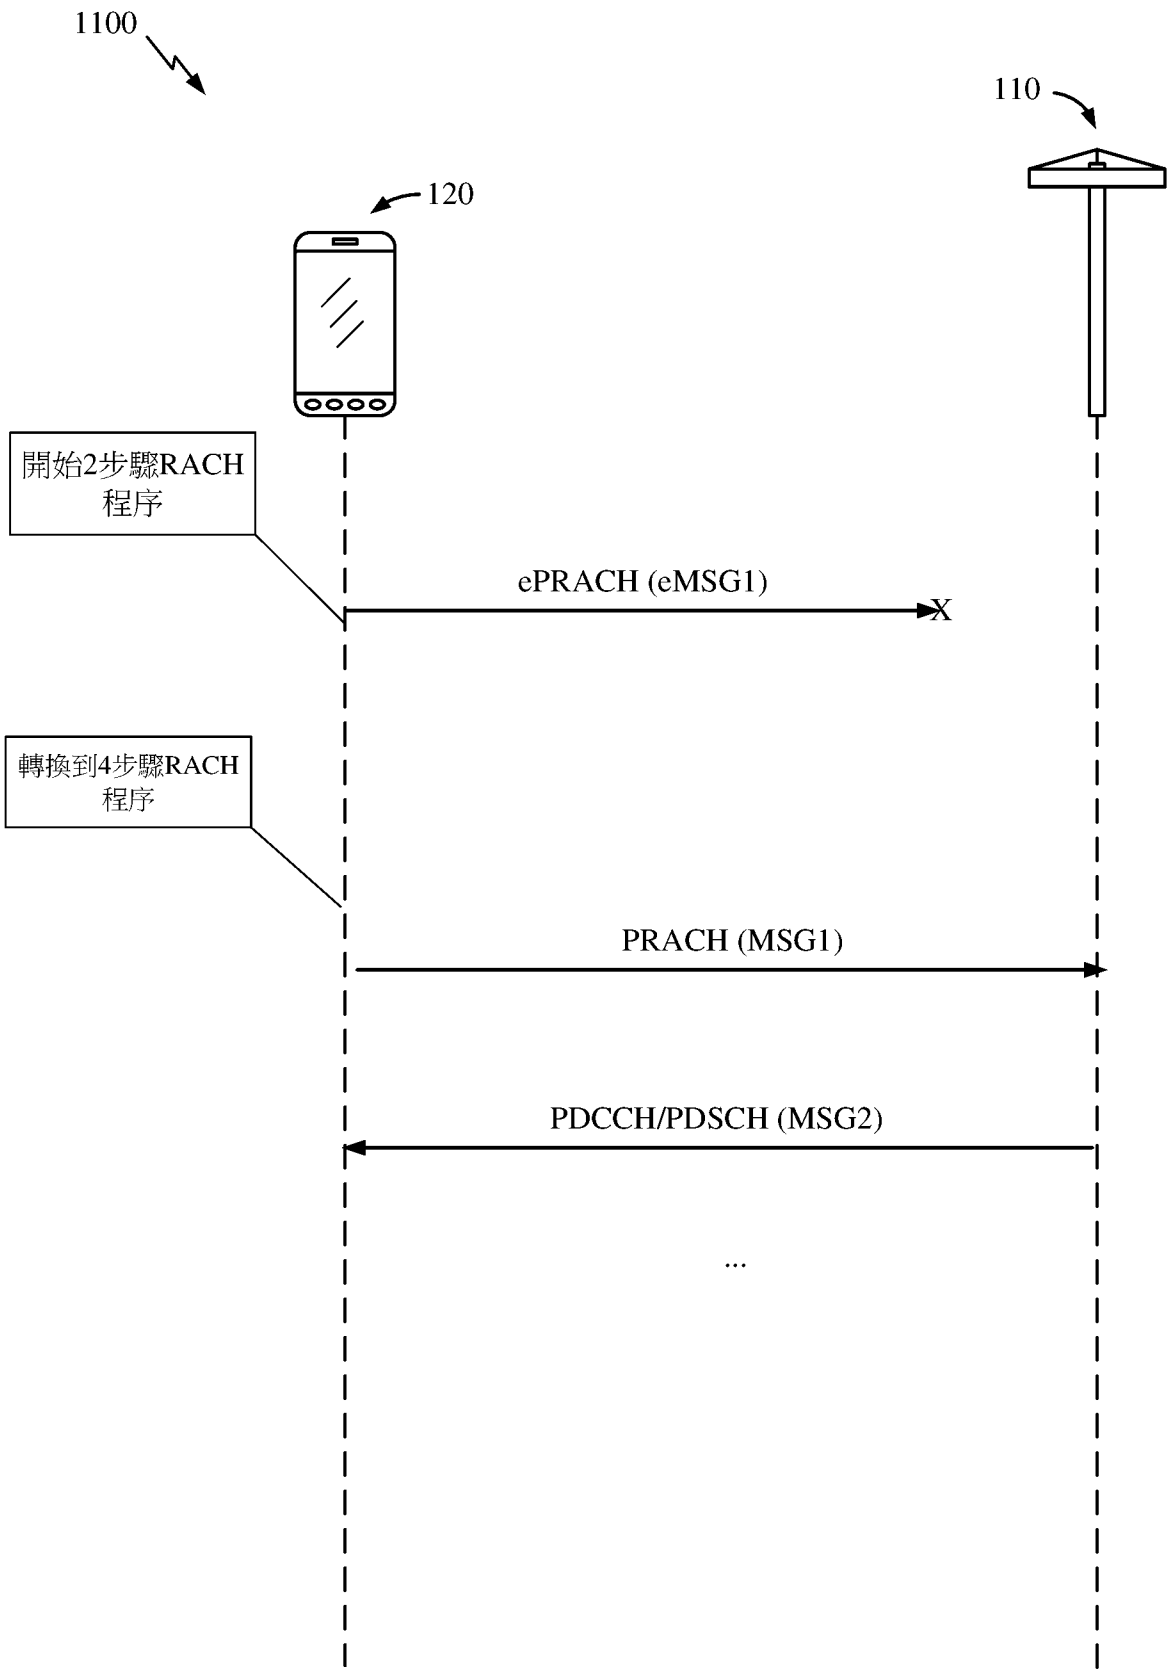 1100
110
120
開始2步驟RACH
程序
ePRACH (eMSG1)
X
轉換到4步驟RACH
程序
PRACH (MSG1)
PDCCH/PDSCH (MSG2)
...